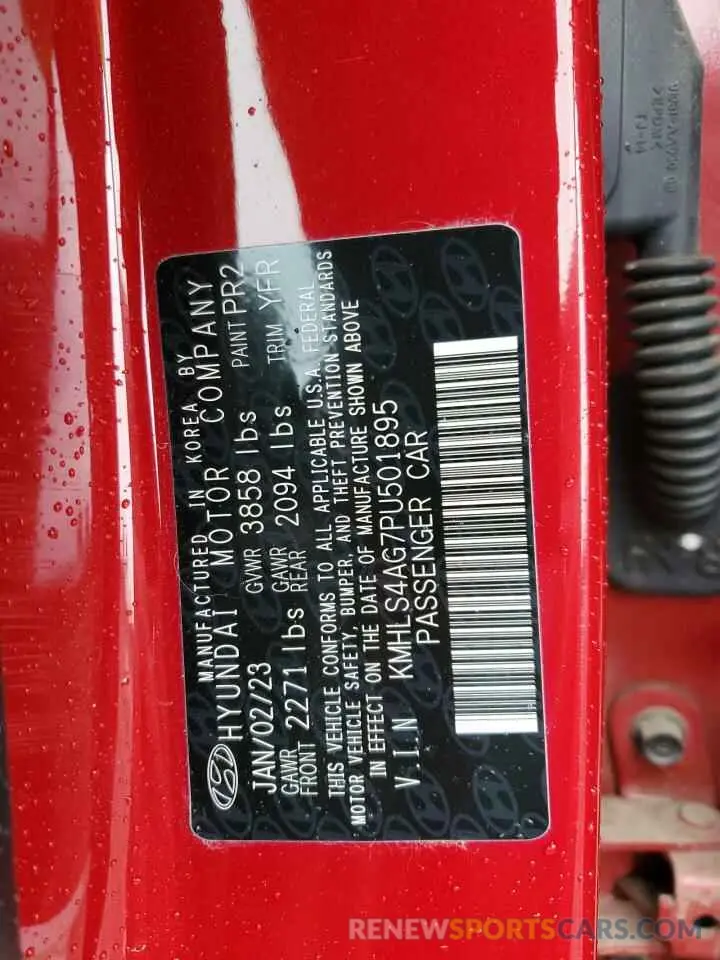 MANUFACTURED IN KOREA BY
HYUNDAI MOTOR COMPANY
JAN/02/23 GVWR 3858 lbs PAINT PR2
GAWR FRONT 2271 lbs GAWR REAR 2094 lbs TRIM YFR
THIS VEHICLE CONFORMS TO ALL APPLICABLE U.S.A. FEDERAL
MOTOR VEHICLE SAFETY, BUMPER, AND THEFT PREVENTION STANDARDS
IN EFFECT ON THE DATE OF MANUFACTURE SHOWN ABOVE
V.I.N KMHLS4AG7PU501895
PASSENGER CAR
RENEWSPORTSCARS.COM